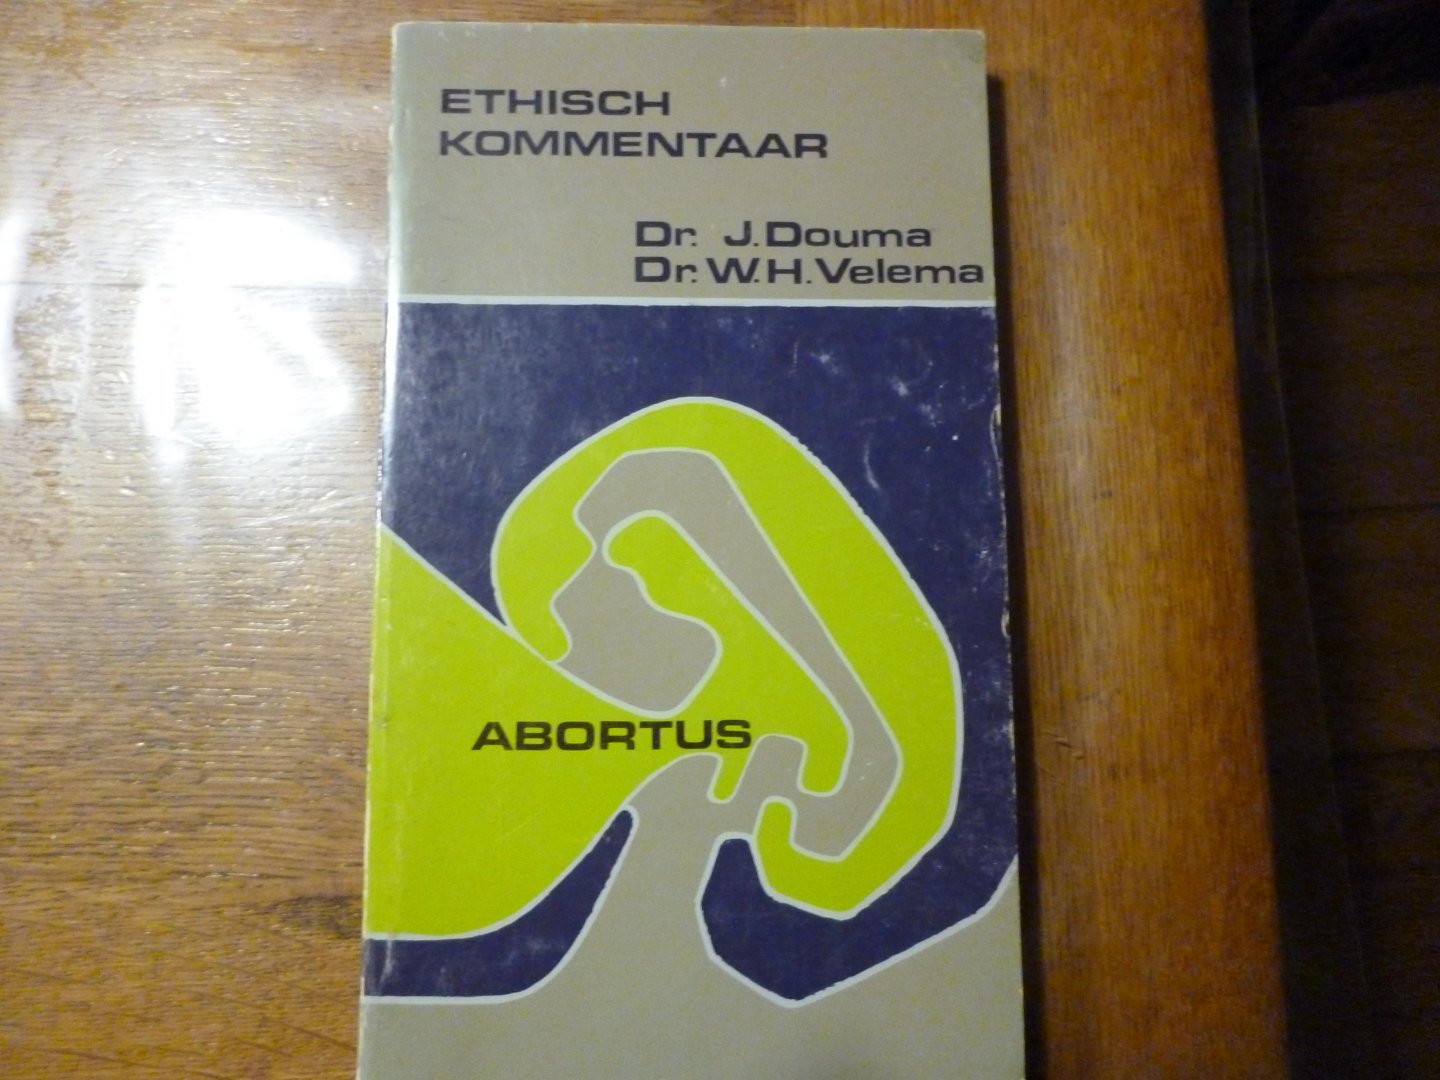 ETHISCH
KOMMENTAAR
Dr. J. Douma
Dr. W.H. Velema
ABORTUS